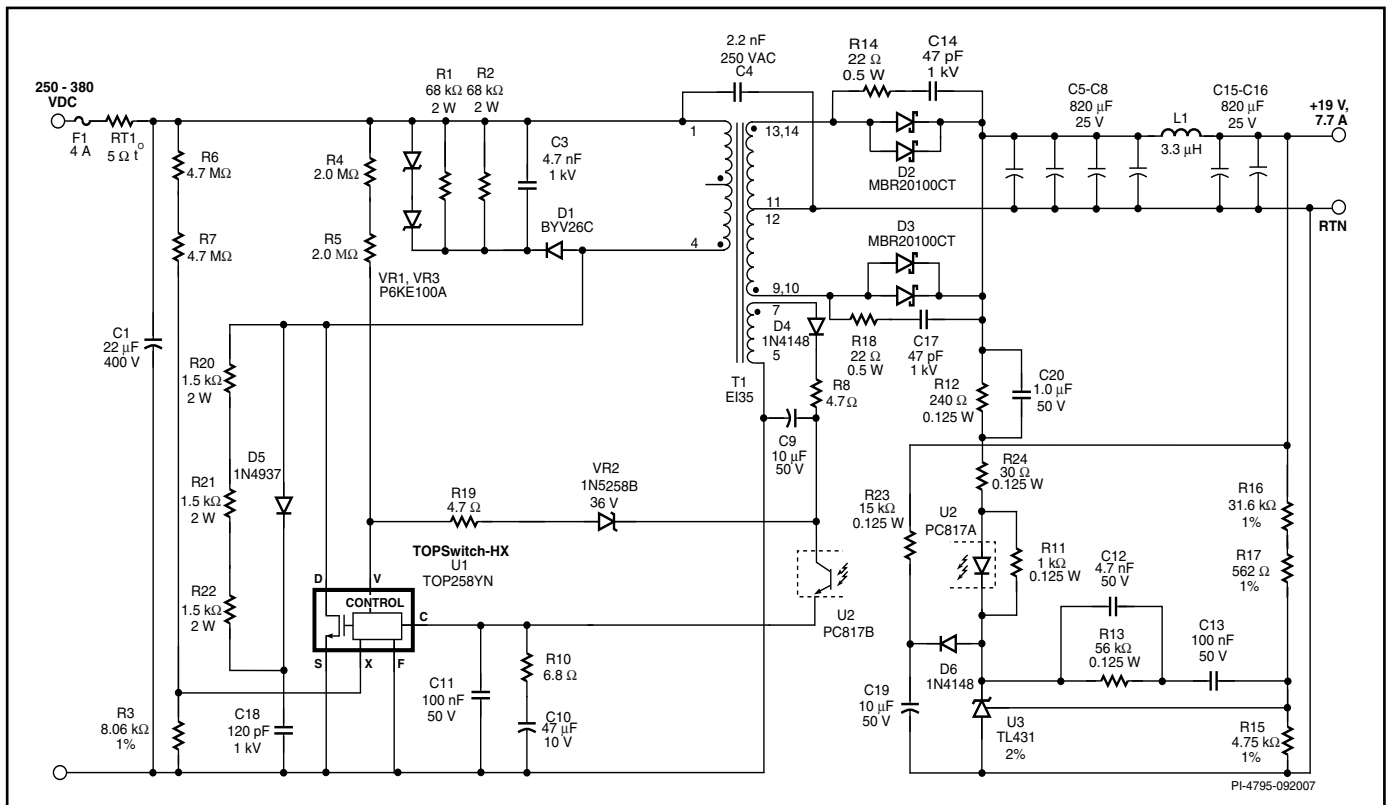 250 - 380
VDC
F1
4 A
RT1
5 Ω
t
o
C1
22 µF
400 V
R6
4.7 MΩ
R7
4.7 MΩ
R3
8.06 kΩ
1%
R4
2.0 MΩ
R5
2.0 MΩ
VR1, VR3
P6KE100A
R1
68 kΩ
2 W
R2
68 kΩ
2 W
C3
4.7 nF
1 kV
D1
BYV26C
2.2 nF
250 VAC
C4
1
4
13,14
11
12
9,10
7
5
T1
EI35
R14
22 Ω
0.5 W
C14
47 pF
1 kV
D2
MBR20100CT
D3
MBR20100CT
R18
22 Ω
0.5 W
C17
47 pF
1 kV
C5-C8
820 µF
25 V
L1
3.3 µH
C15-C16
820 µF
25 V
+19 V,
7.7 A
RTN
D4
1N4148
R8
4.7 Ω
C9
10 µF
50 V
R12
240 Ω
0.125 W
C20
1.0 µF
50 V
R24
30 Ω
0.125 W
R20
1.5 kΩ
2 W
R21
1.5 kΩ
2 W
R22
1.5 kΩ
2 W
D5
1N4937
C18
120 pF
1 kV
R19
4.7 Ω
VR2
1N5258B
36 V
TOPSwitch-HX
U1
TOP258YN
D
V
CONTROL
C
S
X
F
U2
PC817B
C11
100 nF
50 V
R10
6.8 Ω
C10
47 µF
10 V
R23
15 kΩ
0.125 W
U2
PC817A
R11
1 kΩ
0.125 W
D6
1N4148
C19
10 µF
50 V
U3
TL431
2%
C12
4.7 nF
50 V
R13
56 kΩ
0.125 W
C13
100 nF
50 V
R16
31.6 kΩ
1%
R17
562 Ω
1%
R15
4.75 kΩ
1%
PI-4795-092007